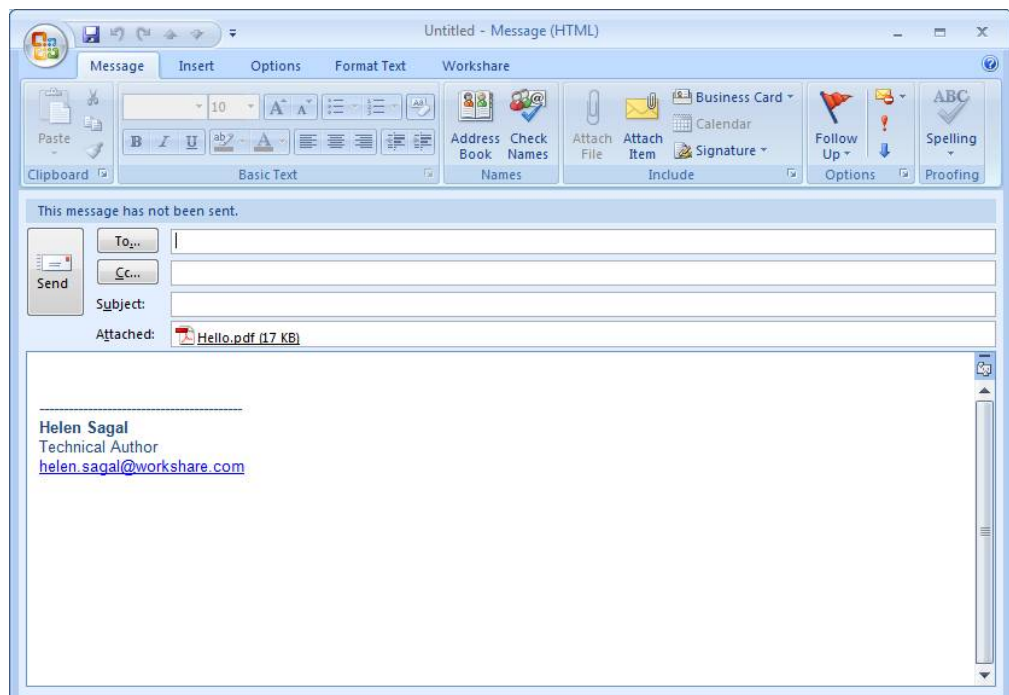 Untitled - Message (HTML)
Message Insert Options Format Text Workshare
Paste
Clipboard
10
B I U
Basic Text
Address Book
Check Names
Names
Attach File
Attach Item
Business Card
Calendar
Signature
Include
Follow Up
Options
ABC
Spelling
Proofing
This message has not been sent.
Send
To...
Cc...
Subject:
Attached: Hello.pdf (17 KB)
------------------------------------------
Helen Sagal
Technical Author
helen.sagal@workshare.com